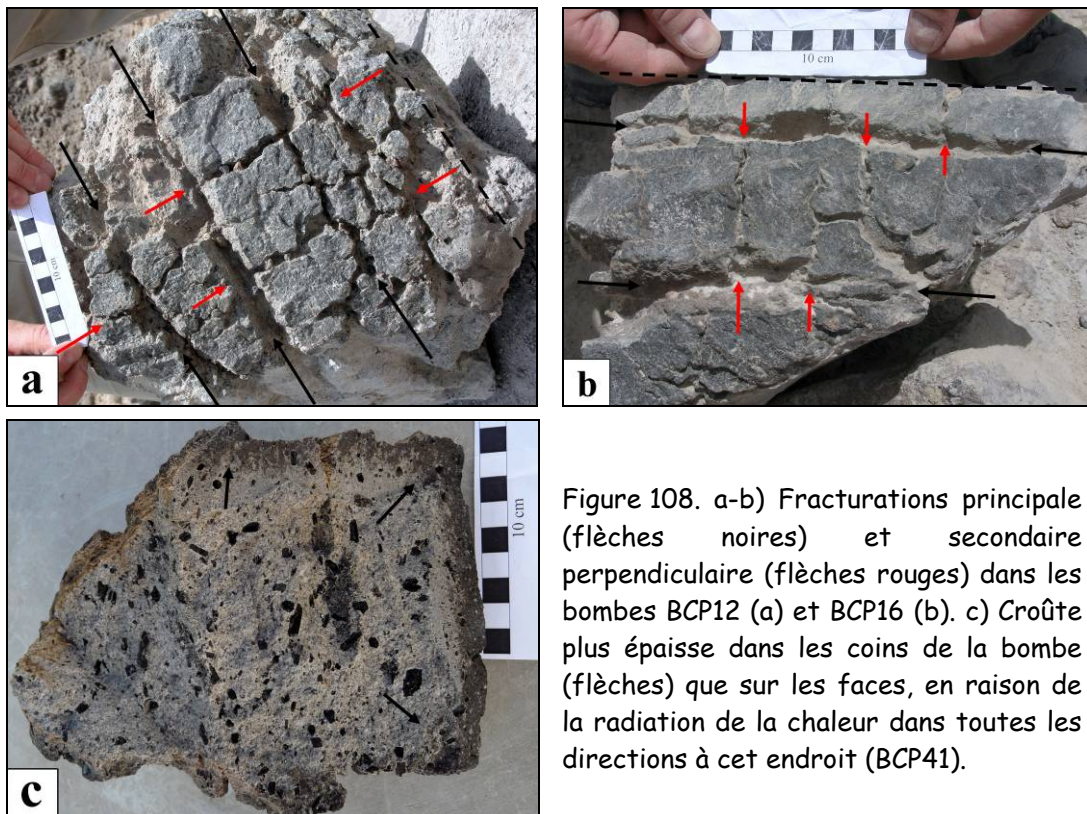 10 cm
a
10 cm
b
10 cm
c
Figure 108. a-b) Fracturations principale
(flèches noires) et secondaire
perpendiculaire (flèches rouges) dans les
bombes BCP12 (a) et BCP16 (b). c) Croûte
plus épaisse dans les coins de la bombe
(flèches) que sur les faces, en raison de
la radiation de la chaleur dans toutes les
directions à cet endroit (BCP41).